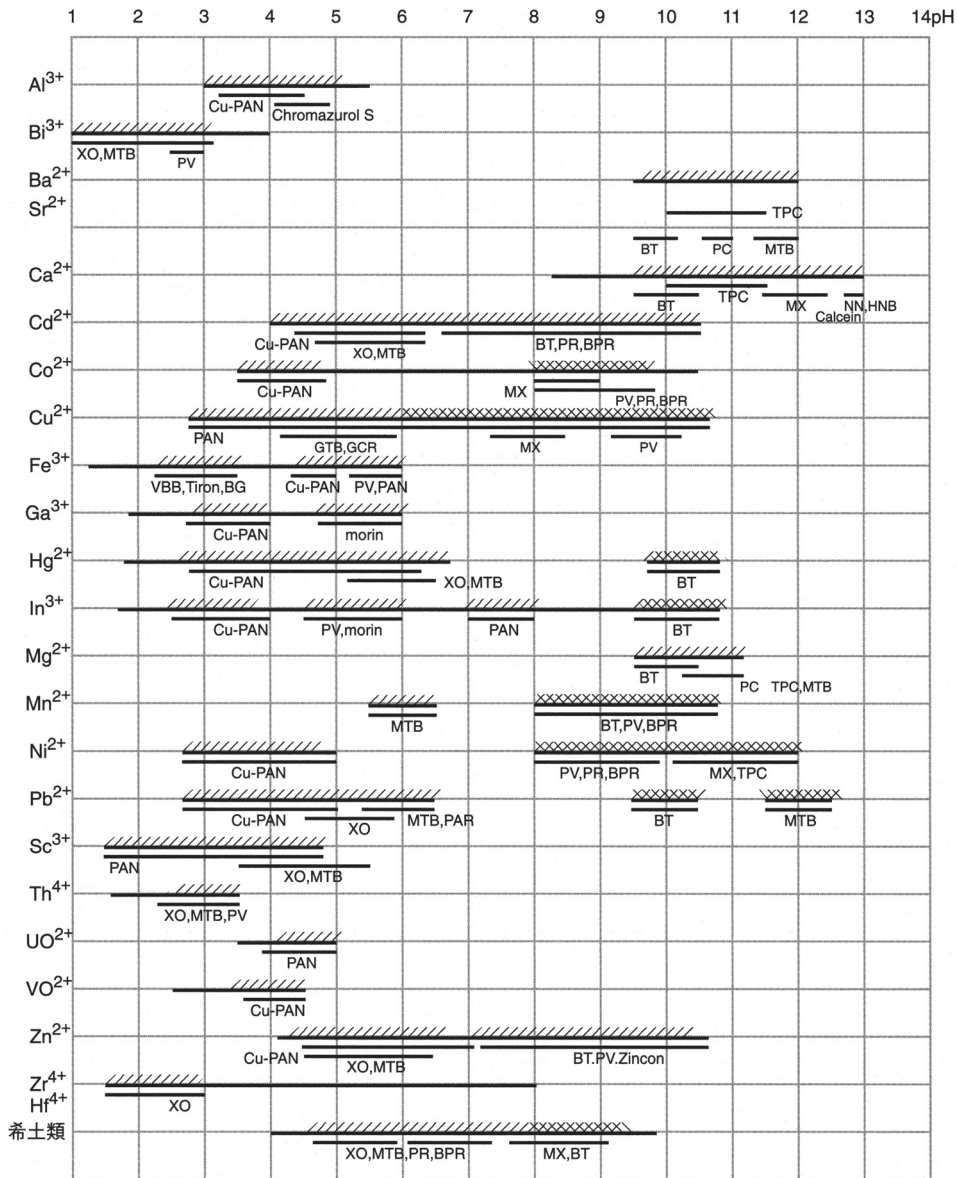 1 2 3 4 5 6 7 8 9 10 11 12 13 14pH
Al3+
Cu-PAN
Chromazurol S
Bi3+
XO,MTB
PV
Ba2+
Sr2+
TPC
BT PC MTB
Ca2+
TPC
BT MX NN,HNB
Calcein
Cd2+
Cu-PAN BT,PR,BPR
XO,MTB
Co2+
Cu-PAN MX
PV,PR,BPR
Cu2+
PAN
GTB,GCR MX PV
Fe3+
VBB,Tiron,BG Cu-PAN PV,PAN
Ga3+
Cu-PAN morin
Hg2+
Cu-PAN XO,MTB BT
In3+
Cu-PAN PV,morin PAN BT
Mg2+
BT
PC TPC,MTB
Mn2+
MTB BT,PV,BPR
Ni2+
Cu-PAN PV,PR,BPR MX,TPC
Pb2+
Cu-PAN MTB,PAR BT MTB
XO
Sc3+
PAN
XO,MTB
Th4+
XO,MTB,PV
UO2+
PAN
VO2+
Cu-PAN
Zn2+
Cu-PAN BT.PV.Zincon
XO,MTB
Zr4+
Hf4+
XO
希土類
XO,MTB,PR,BPR MX,BT